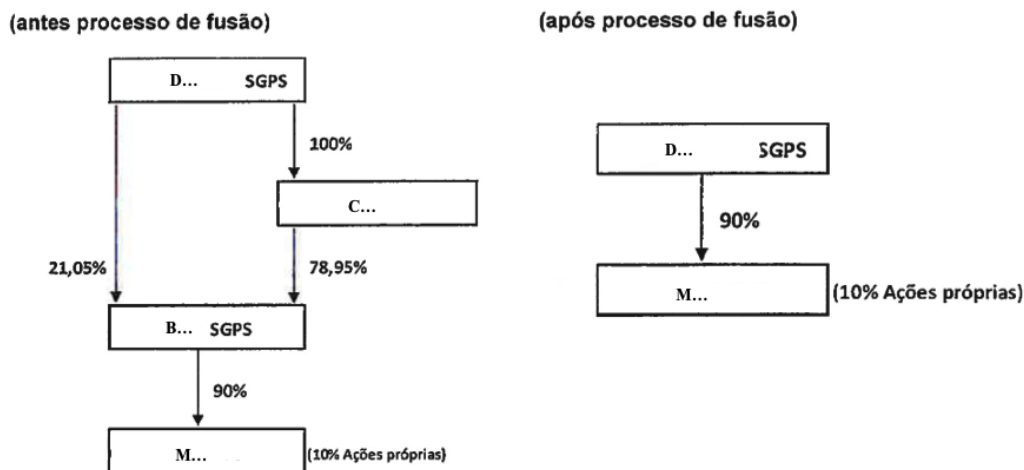 (antes processo de fusão)
D... SGPS
100%
C...
21,05%
78,95%
B... SGPS
90%
M...
(10% Ações próprias)
(após processo de fusão)
D... SGPS
90%
M...
(10% Ações próprias)